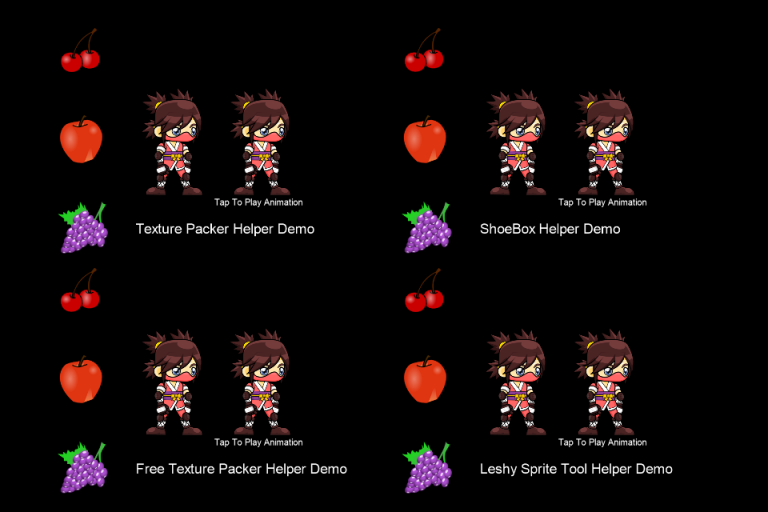 Tap To Play Animation
Texture Packer Helper Demo
Tap To Play Animation
ShoeBox Helper Demo
Tap To Play Animation
Free Texture Packer Helper Demo
Tap To Play Animation
Leshy Sprite Tool Helper Demo